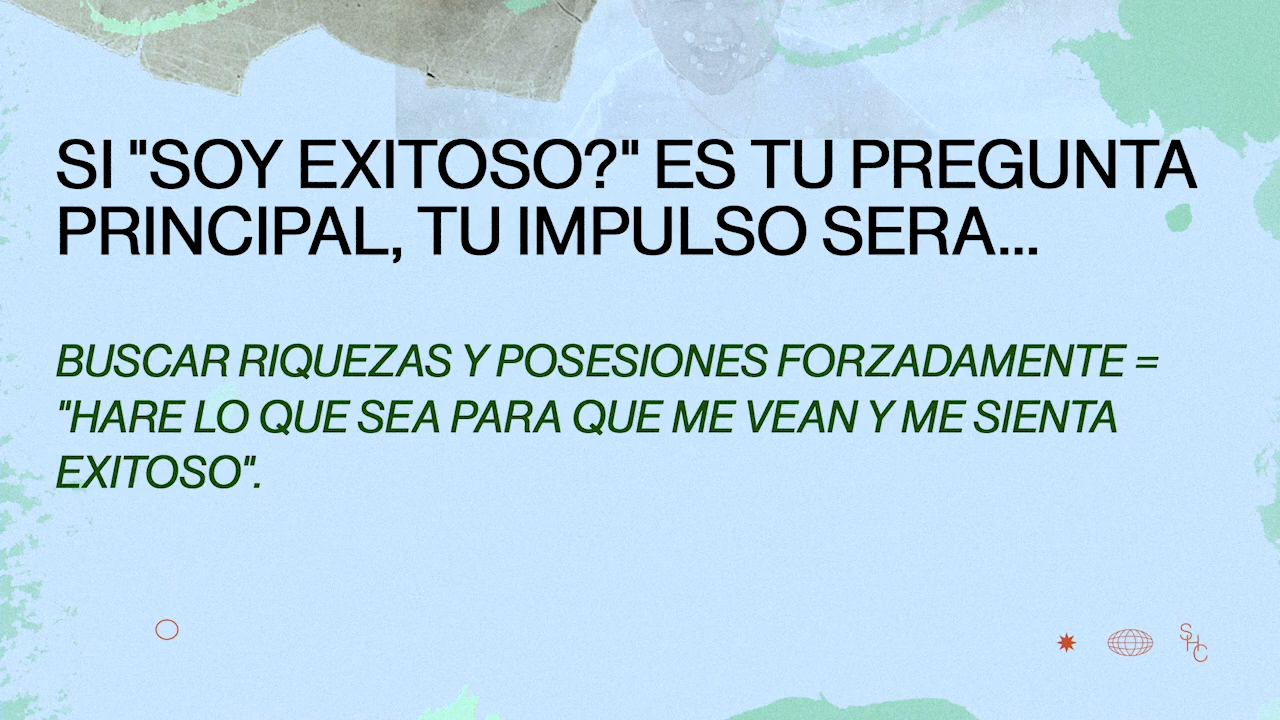 SI "SOY EXITOSO?" ES TU PREGUNTA
PRINCIPAL, TU IMPULSO SERA...
BUSCAR RIQUEZAS Y POSESIONES FORZADAMENTE =
"HARE LO QUE SEA PARA QUE ME VEAN Y ME SIENTA
EXITOSO".
SHC